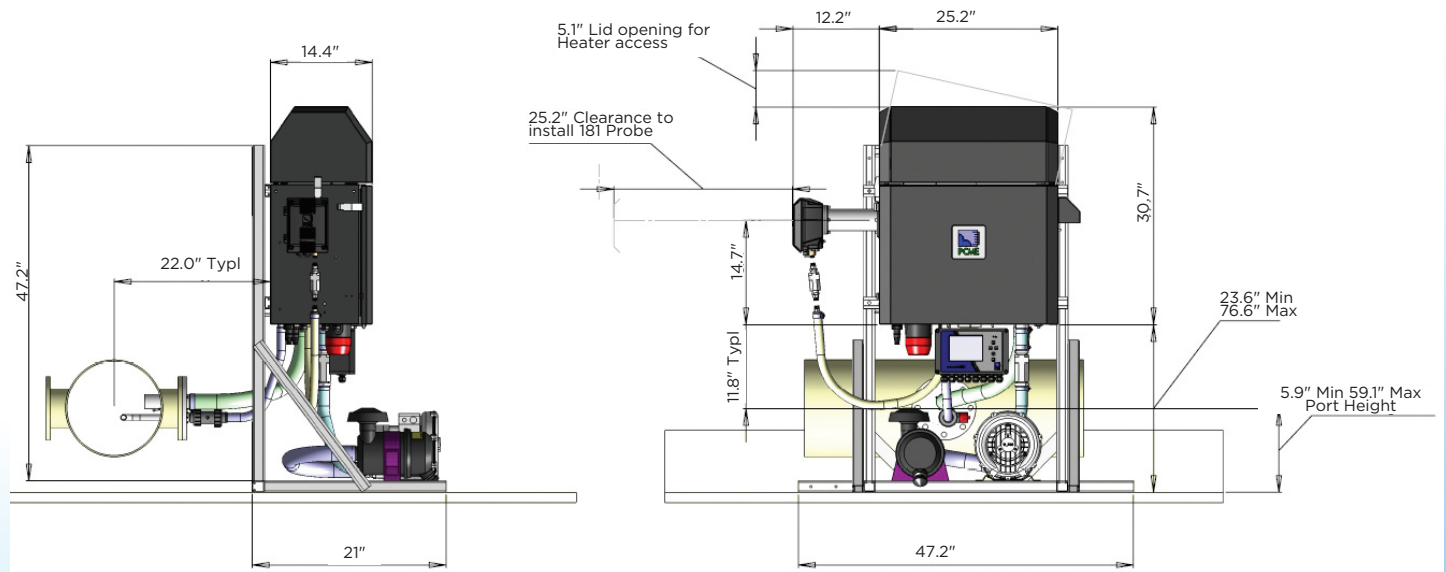 14.4"
47.2"
22.0" Typl
21"
5.1" Lid opening for
Heater access
12.2"
25.2"
25.2" Clearance to
install 181 Probe
14.7"
30.7"
PCME
11.8" Typl
23.6" Min
76.6" Max
5.9" Min 59.1" Max
Port Height
47.2"